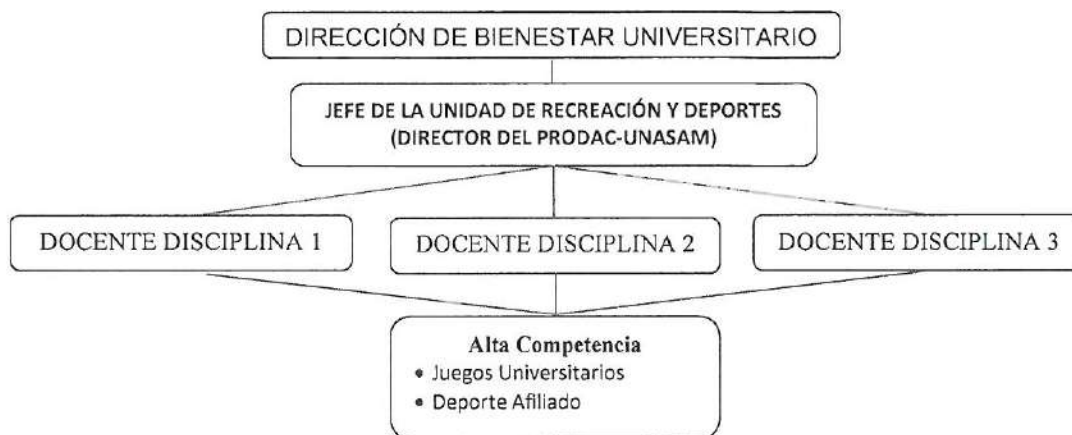 DIRECCIÓN DE BIENESTAR UNIVERSITARIO
JEFE DE LA UNIDAD DE RECREACIÓN Y DEPORTES
(DIRECTOR DEL PRODAC-UNASAM)
DOCENTE DISCIPLINA 1
DOCENTE DISCIPLINA 2
DOCENTE DISCIPLINA 3
Alta Competencia
• Juegos Universitarios
• Deporte Afiliado